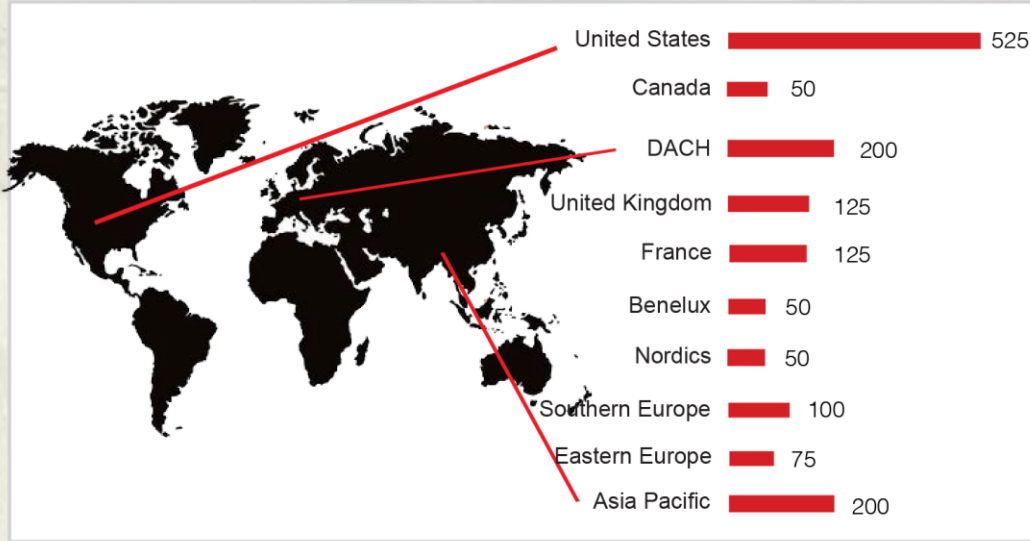 United States 525
Canada 50
DACH 200
United Kingdom 125
France 125
Benelux 50
Nordics 50
Southern Europe 100
Eastern Europe 75
Asia Pacific 200